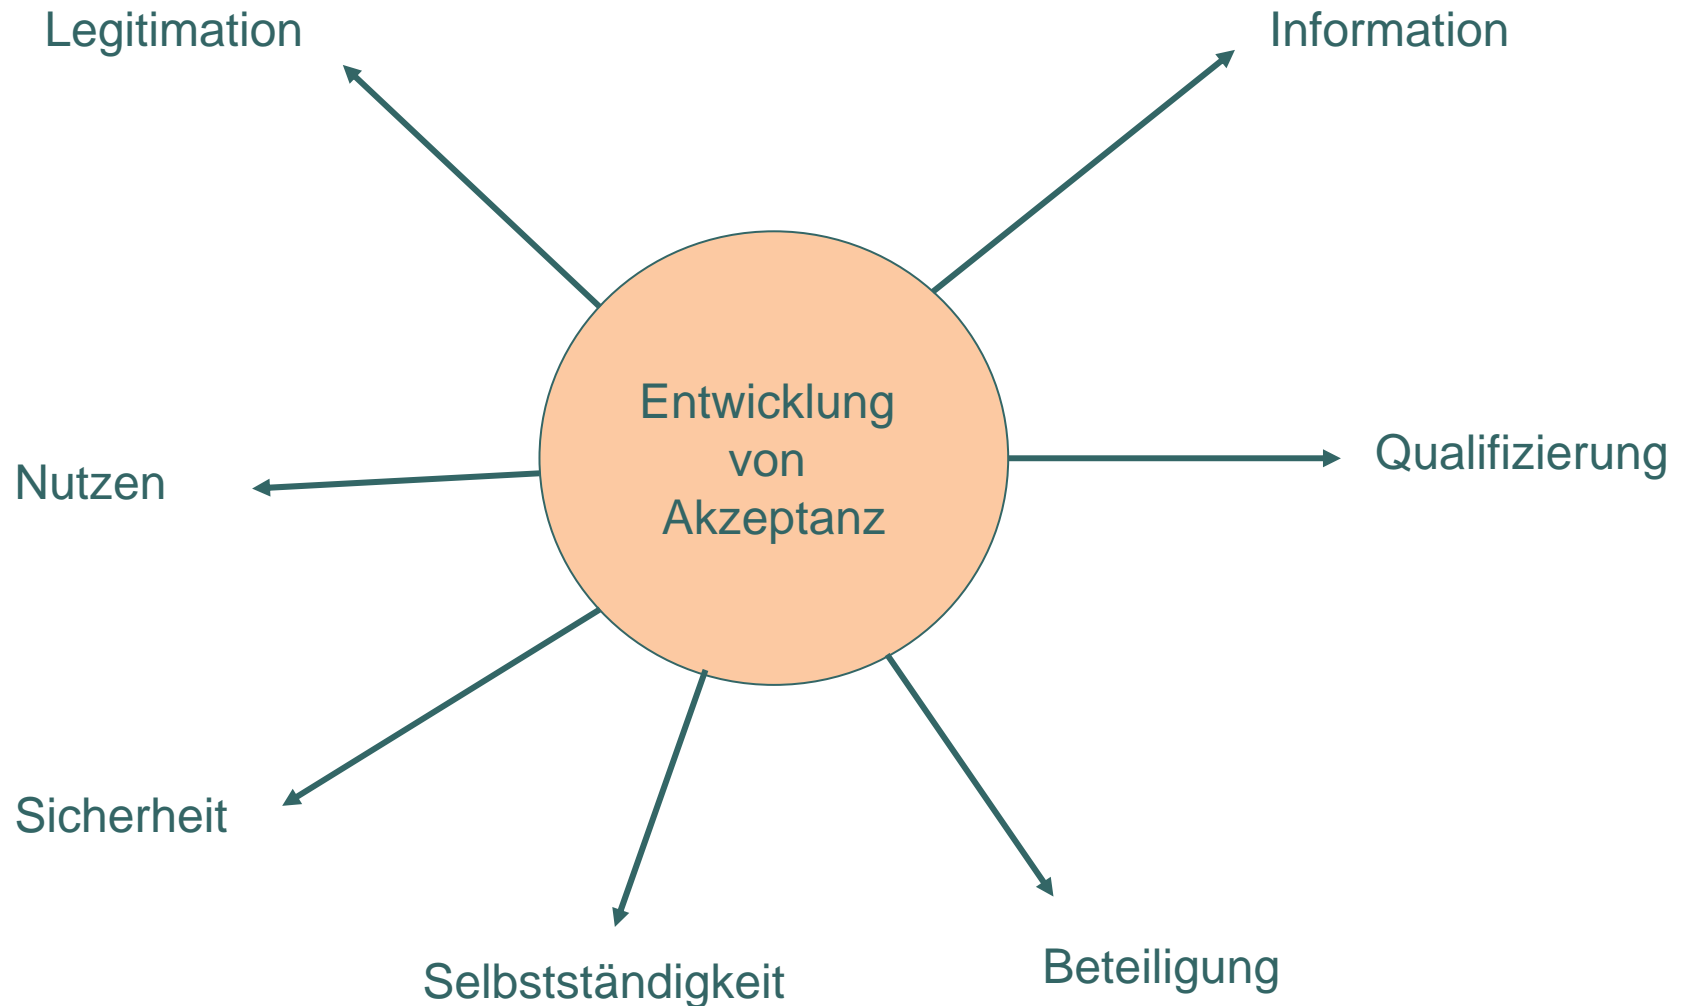 Legitimation
Information
Entwicklung
von
Akzeptanz
Qualifizierung
Nutzen
Sicherheit
Selbstständigkeit
Beteiligung